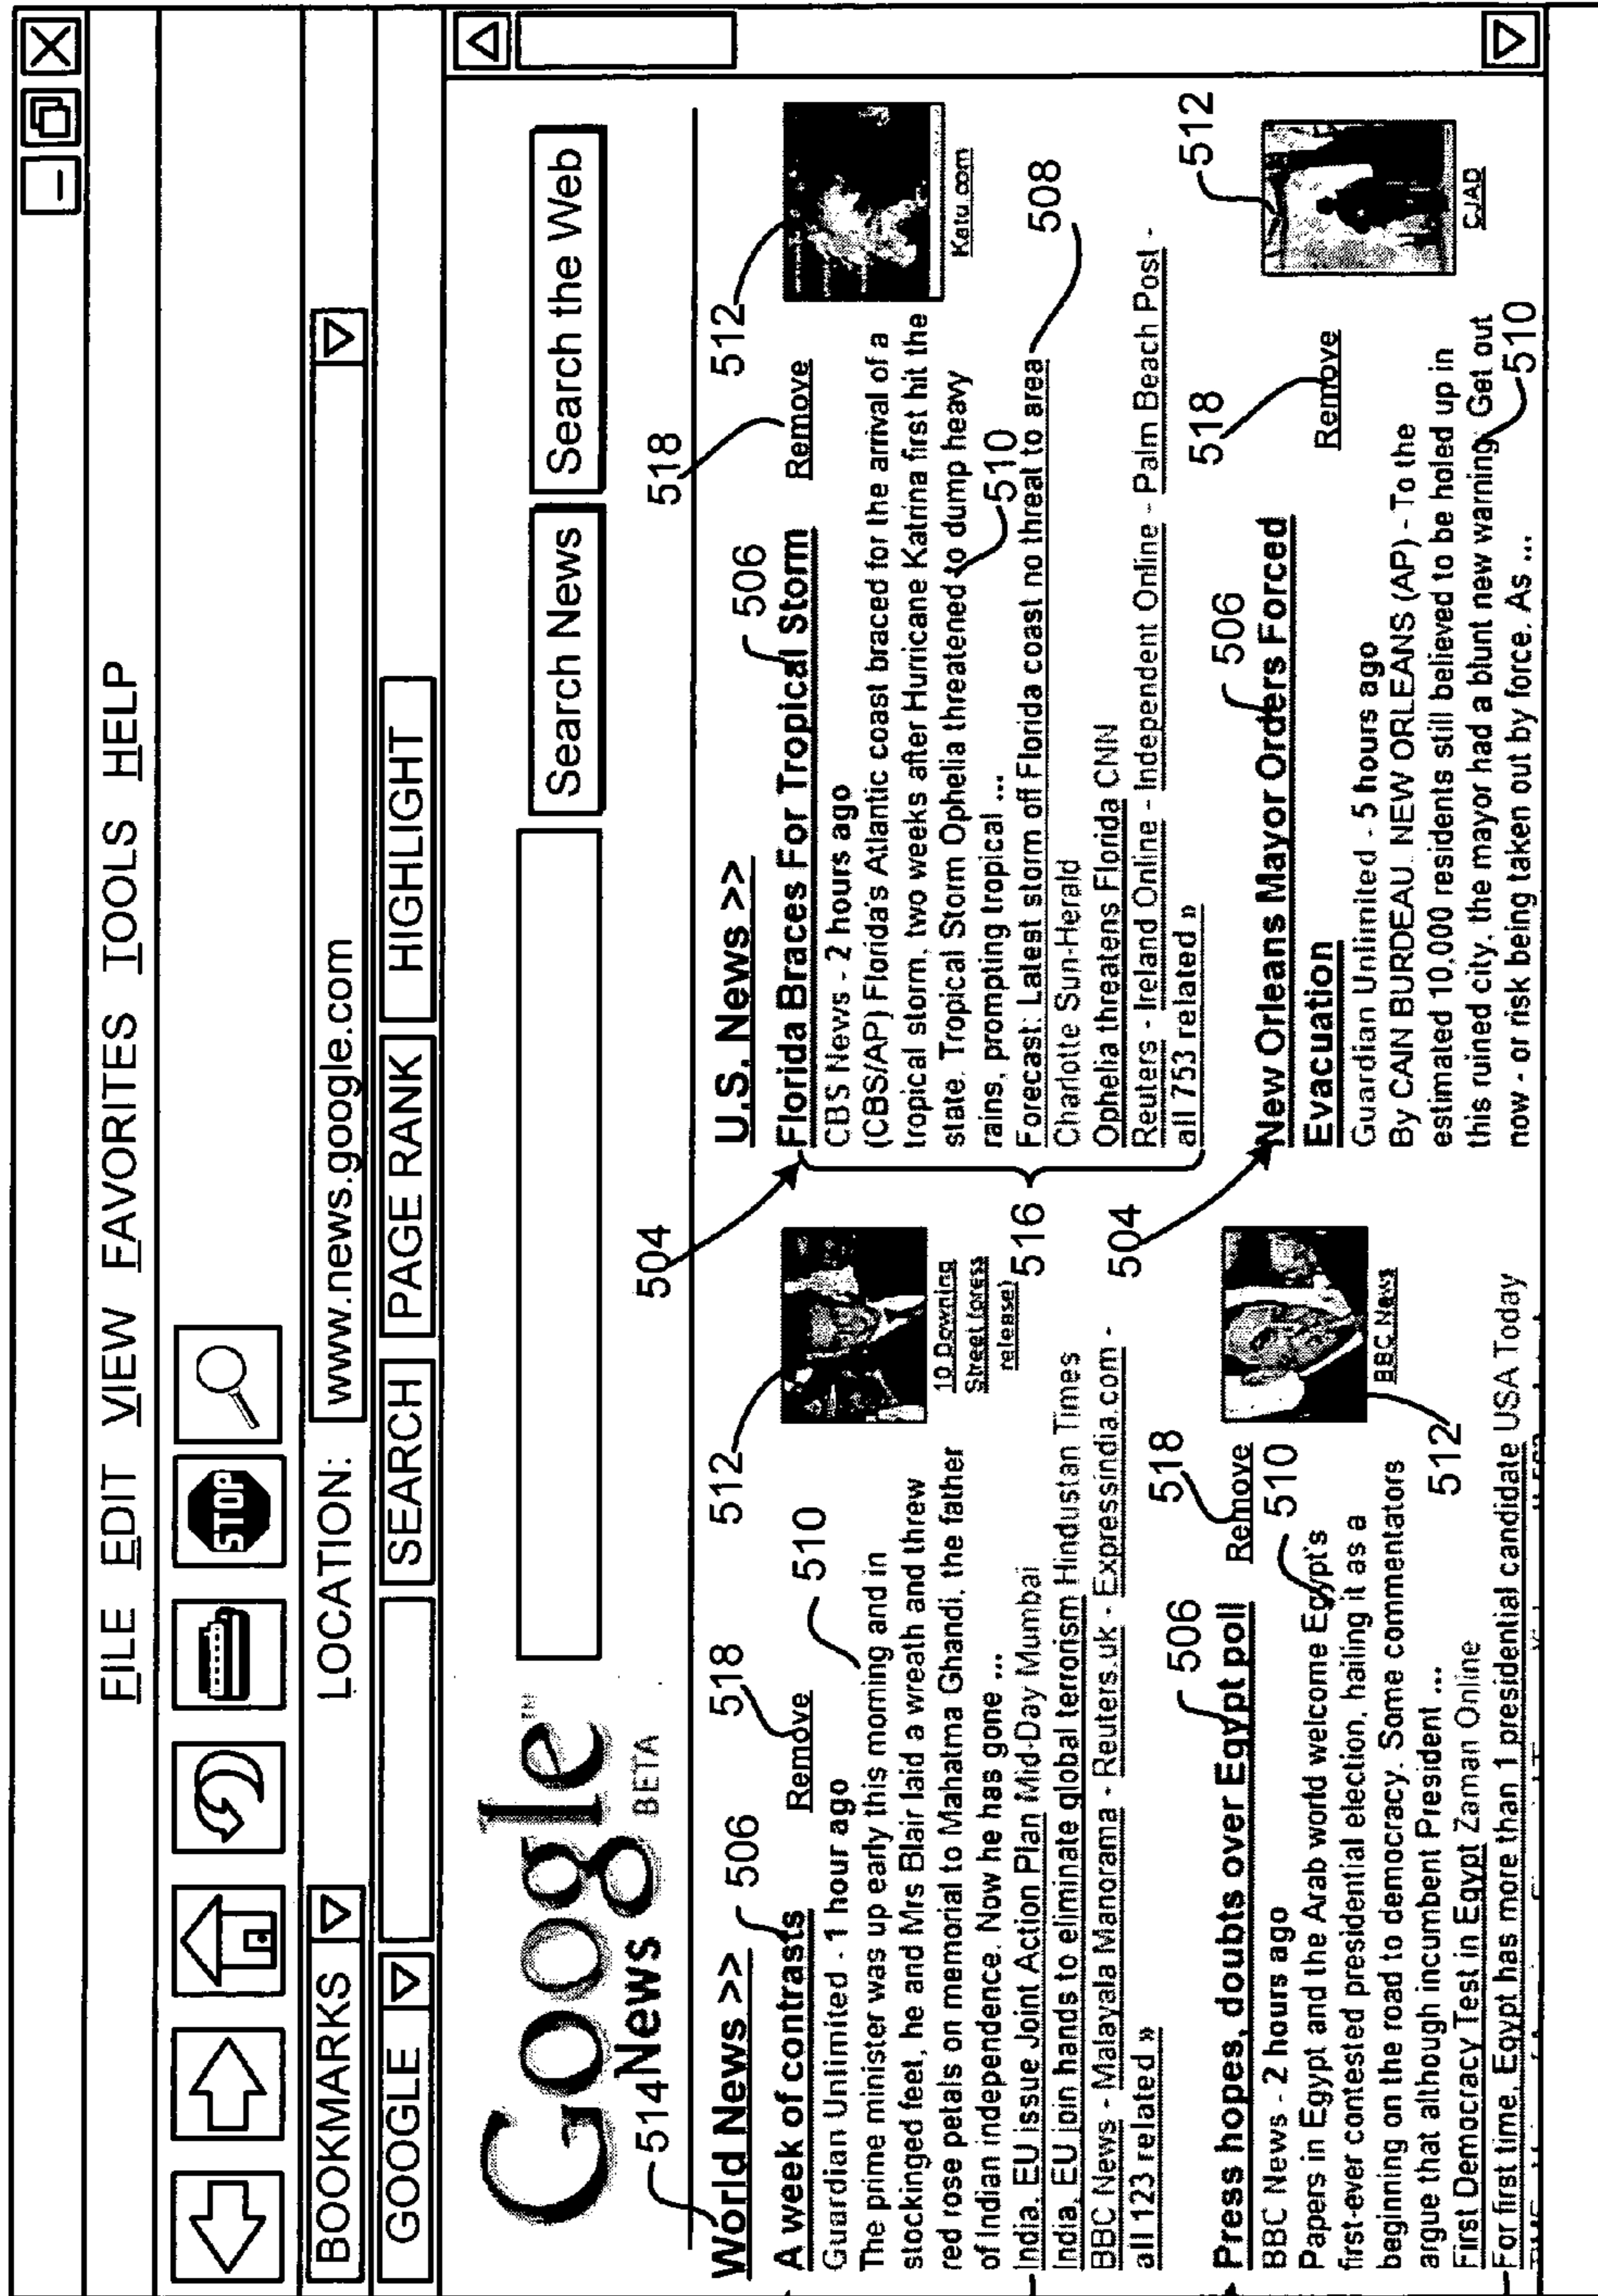 FILE EDIT VIEW FAVORITES TOOLS HELP
STOP
BOOKMARKS
LOCATION:
www.news.google.com
GOOGLE
SEARCH
PAGE RANK
HIGHLIGHT
Google™
News
BETA
Search News
Search the Web
514
World News >>
506
A week of contrasts
518
Remove
Guardian Unlimited - 1 hour ago
510
The prime minister was up early this morning and in
stockinged feet, he and Mrs Blair laid a wreath and threw
red rose petals on memorial to Mahatma Ghandi, the father
of Indian independence. Now he has gone ...
India, EU issue Joint Action Plan Mid-Day Mumbai
India, EU join hands to eliminate global terrorism Hindustan Times
BBC News - Malayala Manorama - Reuters.uk - Expressindia.com -
all 123 related »
512
10 Downing
Street (press
release)
506
518
Press hopes, doubts over Egypt poll
Remove
BBC News - 2 hours ago
510
Papers in Egypt and the Arab world welcome Egypt's
first-ever contested presidential election, hailing it as a
beginning on the road to democracy. Some commentators
argue that although incumbent President ...
512
First Democracy Test in Egypt Zaman Online
For first time, Egypt has more than 1 presidential candidate USA Today
BBC News
504
U.S. News >>
506
518
Florida Braces For Tropical Storm
Remove
CBS News - 2 hours ago
(CBS/AP) Florida's Atlantic coast braced for the arrival of a
tropical storm, two weeks after Hurricane Katrina first hit the
state. Tropical Storm Ophelia threatened to dump heavy
rains, prompting tropical ...
510
Forecast: Latest storm off Florida coast no threat to area
508
Charlotte Sun-Herald
Ophelia threatens Florida CNN
Reuters - Ireland Online - Independent Online - Palm Beach Post -
all 753 related »
512
Katu.com
516
504
506
518
New Orleans Mayor Orders Forced
Evacuation
Remove
Guardian Unlimited - 5 hours ago
By CAIN BURDEAU. NEW ORLEANS (AP) - To the
estimated 10,000 residents still believed to be holed up in
this ruined city, the mayor had a blunt new warning: Get out
now - or risk being taken out by force. As ...
510
512
CJAD